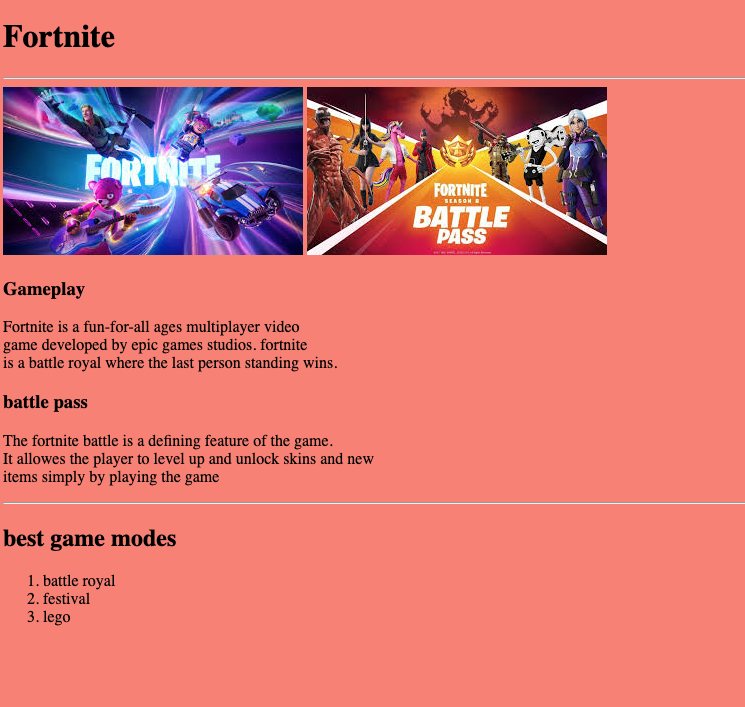 Fortnite
FORTNITE
FORTNITE
SEASON 8
BATTLE
PASS
Gameplay
Fortnite is a fun-for-all ages multiplayer video
game developed by epic games studios. fortnite
is a battle royal where the last person standing wins.
battle pass
The fortnite battle is a defining feature of the game.
It allowes the player to level up and unlock skins and new
items simply by playing the game
best game modes
1. battle royal
2. festival
3. lego